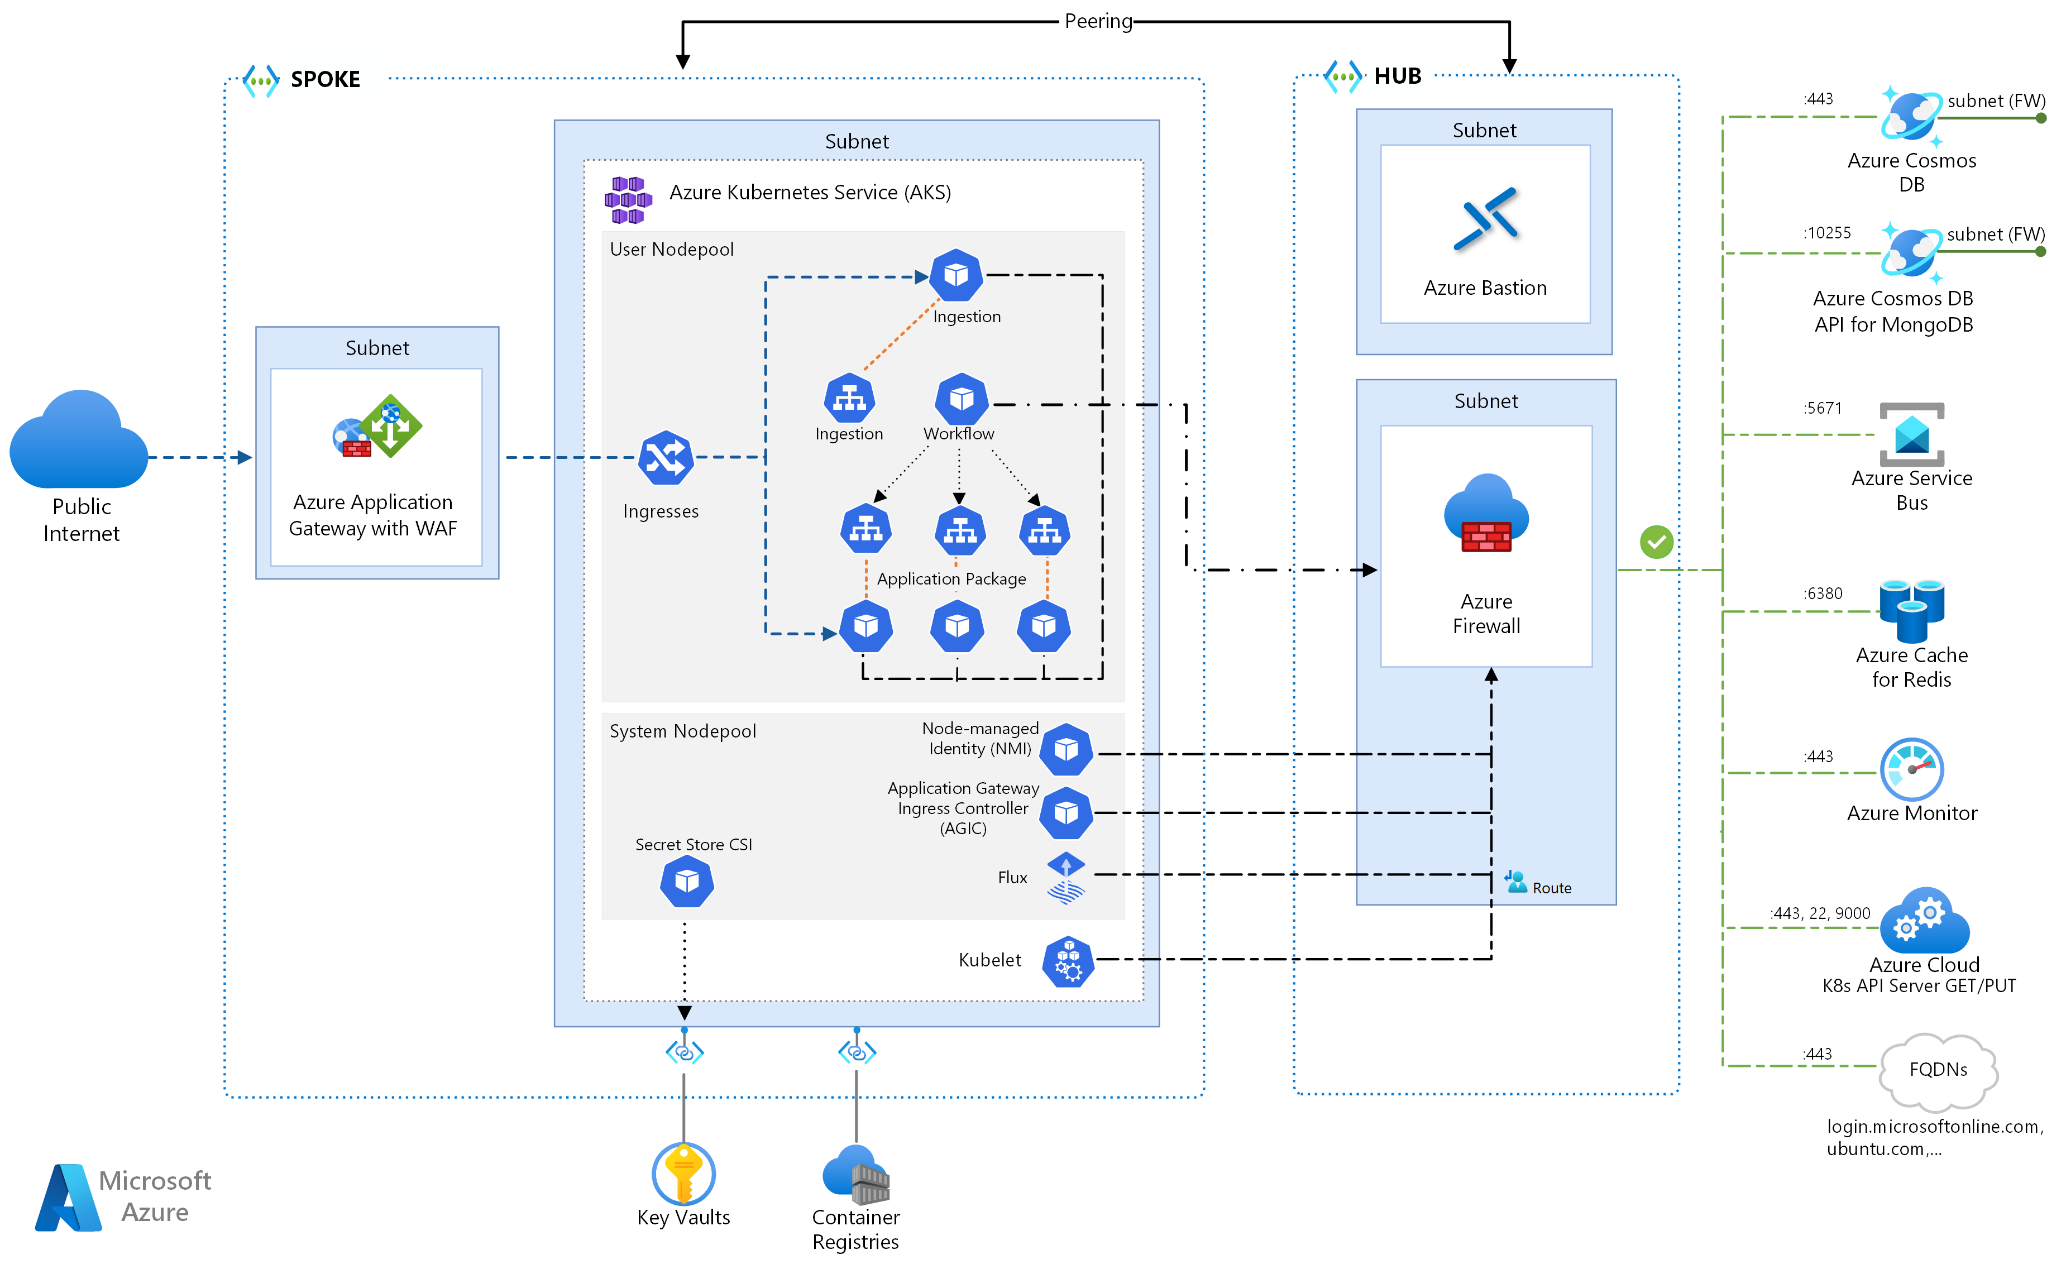 Peering
SPOKE
HUB
Subnet
Azure Kubernetes Service (AKS)
User Nodepool
Ingestion
Ingestion
Workflow
Ingresses
Application Package
Subnet
Azure Application
Gateway with WAF
Public
Internet
System Nodepool
Node-managed
Identity (NMI)
Application Gateway
Ingress Controller
(AGIC)
Secret Store CSI
Flux
Kubelet
Key Vaults
Container
Registries
Microsoft
Azure
Subnet
Azure Bastion
Subnet
Azure
Firewall
Route
:443
subnet (FW)
Azure Cosmos
DB
:10255
subnet (FW)
Azure Cosmos DB
API for MongoDB
:5671
Azure Service
Bus
:6380
Azure Cache
for Redis
:443
Azure Monitor
:443, 22, 9000
Azure Cloud
K8s API Server GET/PUT
:443
FQDNs
login.microsoftonline.com,
ubuntu.com,...